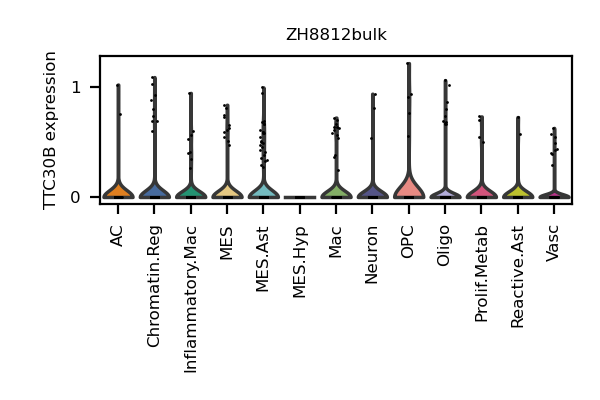 ZH8812bulk
TTC30B expression
1
0
AC
Chromatin.Reg
Inflammatory.Mac
MES
MES.Ast
MES.Hyp
Mac
Neuron
OPC
Oligo
Prolif.Metab
Reactive.Ast
Vasc